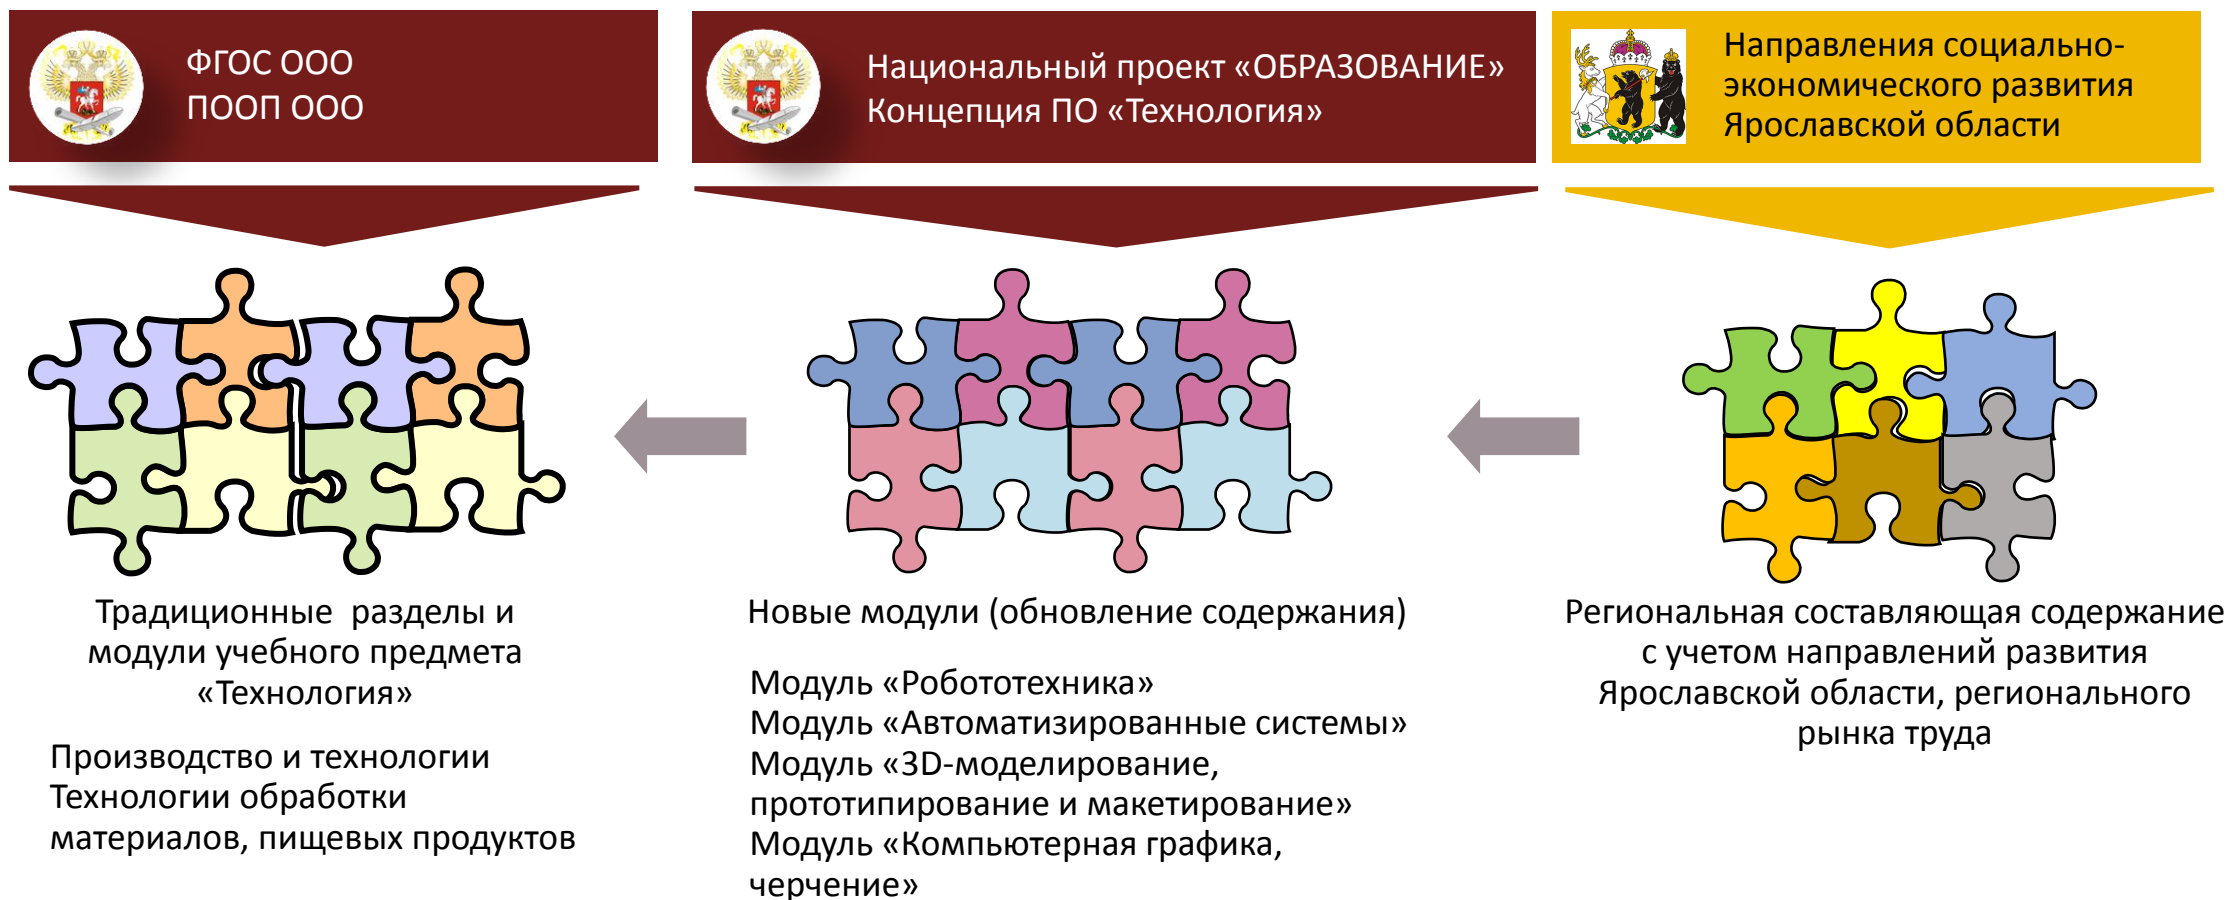 ФГОС ООО
ПООП ООО
Национальный проект «ОБРАЗОВАНИЕ»
Концепция ПО «Технология»
Направления социально-
экономического развития
Ярославской области
Традиционные разделы и
модули учебного предмета
«Технология»
Производство и технологии
Технологии обработки
материалов, пищевых продуктов
Новые модули (обновление содержания)
Модуль «Робототехника»
Модуль «Автоматизированные системы»
Модуль «3D-моделирование,
прототипирование и макетирование»
Модуль «Компьютерная графика,
черчение»
Региональная составляющая содержание
с учетом направлений развития
Ярославской области, регионального
рынка труда